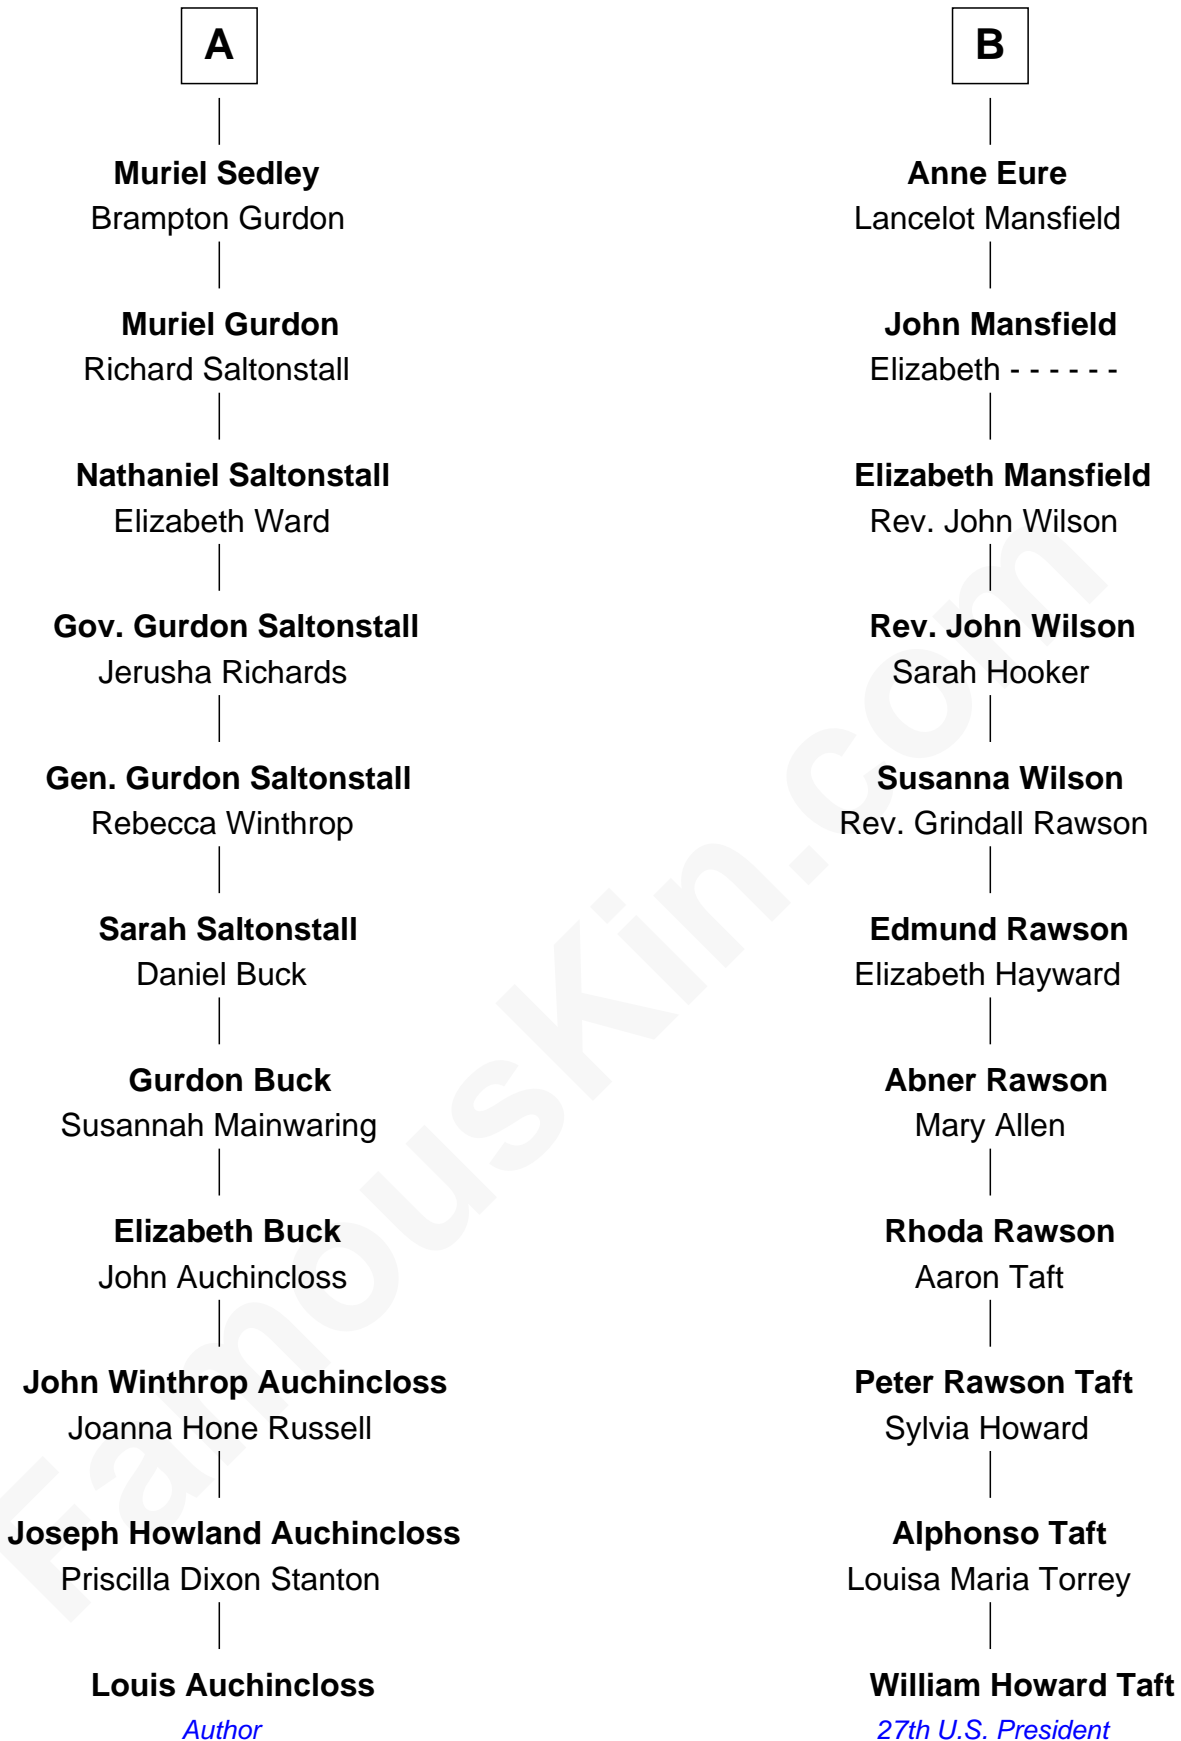 A
Muriel Sedley
Brampton Gurdon
Muriel Gurdon
Richard Saltonstall
Nathaniel Saltonstall
Elizabeth Ward
Gov. Gurdon Saltonstall
Jerusha Richards
Gen. Gurdon Saltonstall
Rebecca Winthrop
Sarah Saltonstall
Daniel Buck
Gurdon Buck
Susannah Mainwaring
Elizabeth Buck
John Auchincloss
John Winthrop Auchincloss
Joanna Hone Russell
Joseph Howland Auchincloss
Priscilla Dixon Stanton
Louis Auchincloss
Author
B
Anne Eure
Lancelot Mansfield
John Mansfield
Elizabeth - - - - - -
Elizabeth Mansfield
Rev. John Wilson
Rev. John Wilson
Sarah Hooker
Susanna Wilson
Rev. Grindall Rawson
Edmund Rawson
Elizabeth Hayward
Abner Rawson
Mary Allen
Rhoda Rawson
Aaron Taft
Peter Rawson Taft
Sylvia Howard
Alphonso Taft
Louisa Maria Torrey
William Howard Taft
27th U.S. President
FamousKin.com